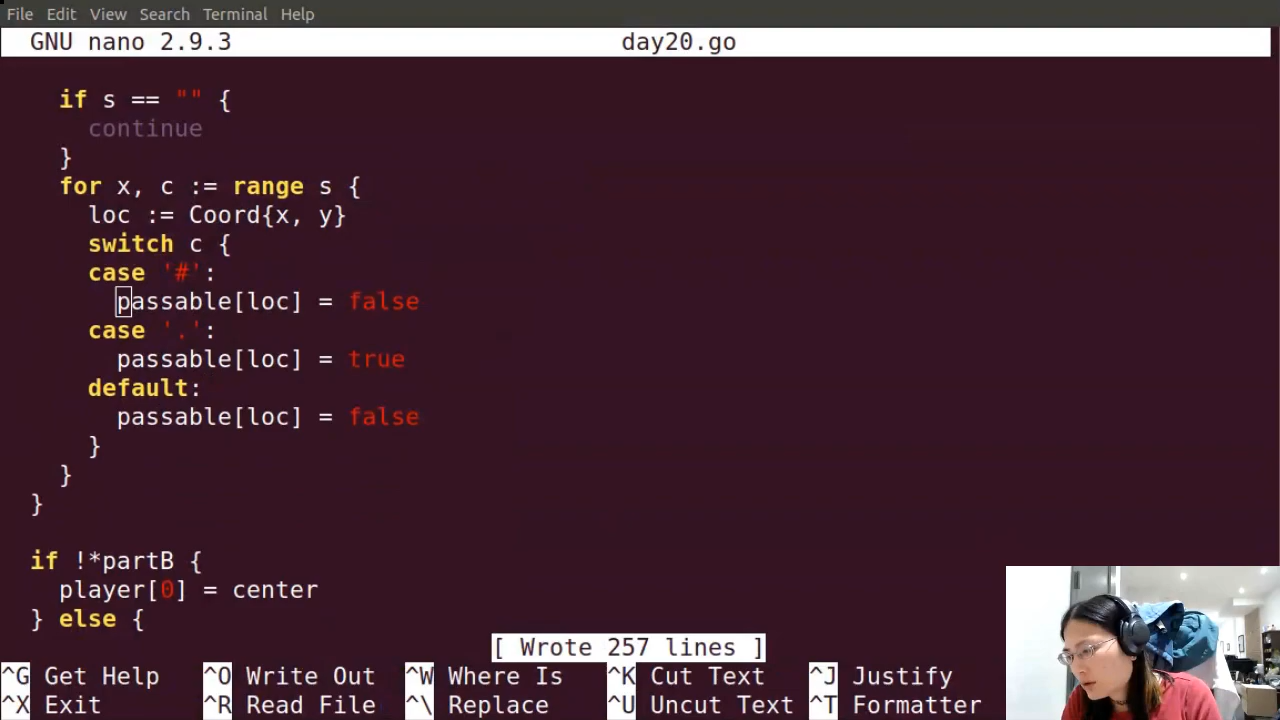 File Edit View Search Terminal Help
GNU nano 2.9.3 day20.go
if s == "" {
continue
}
for x, c := range s {
loc := Coord{x, y}
switch c {
case '#':
passable[loc] = false
case '.':
passable[loc] = true
default:
passable[loc] = false
}
}
}
if !*partB {
player[0] = center
} else {
[ Wrote 257 lines ]
^G Get Help ^O Write Out ^W Where Is ^K Cut Text ^J Justify
^X Exit ^R Read File ^\ Replace ^U Uncut Text ^T Formatter